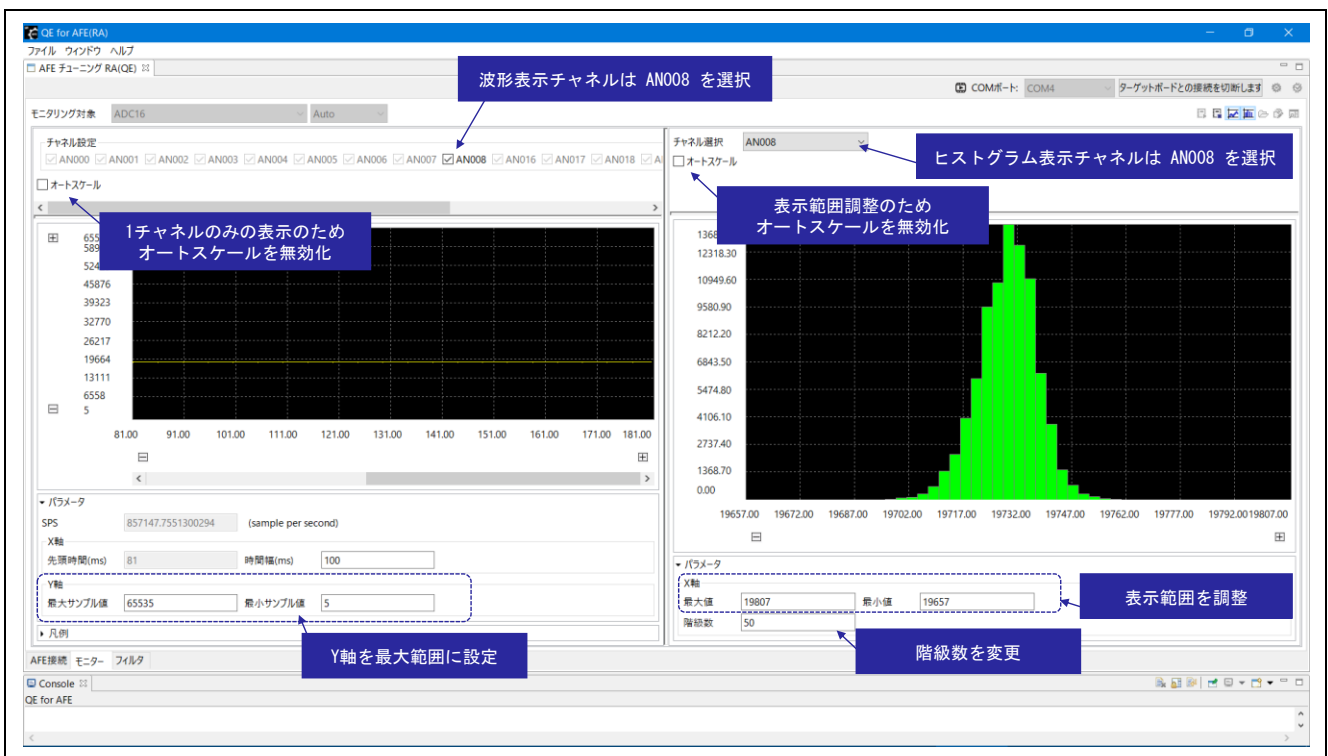 QE for AFE(RA)
ファイル ウィンドウ ヘルプ
AFE チューニング RA(QE)
COMポート: COM4 ターゲットボードとの接続を切断します
モニタリング対象 ADC16 Auto
波形表示チャネルは AN008 を選択
チャネル設定
AN000 AN001 AN002 AN003 AN004 AN005 AN006 AN007 AN008 AN016 AN017 AN018
オートスケール
1チャネルのみの表示のため
オートスケールを無効化
45876
39323
32770
26217
19664
13111
6558
5
81.00 91.00 101.00 111.00 121.00 131.00 141.00 151.00 161.00 171.00 181.00
パラメータ
SPS 857147.7551300294 (sample per second)
X軸
先頭時間(ms) 81 時間幅(ms) 100
Y軸
最大サンプル値 65535 最小サンプル値 5
凡例
Y軸を最大範囲に設定
チャネル選択 AN008
オートスケール
ヒストグラム表示チャネルは AN008 を選択
表示範囲調整のため
オートスケールを無効化
12318.30
10949.60
9580.90
8212.20
6843.50
5474.80
4106.10
2737.40
1368.70
0.00
19657.00 19672.00 19687.00 19702.00 19717.00 19732.00 19747.00 19762.00 19777.00 19792.00 19807.00
パラメータ
X軸
最大値 19807 最小値 19657
階級数 50
表示範囲を調整
階級数を変更
AFE接続 モニター フィルタ
Console
QE for AFE